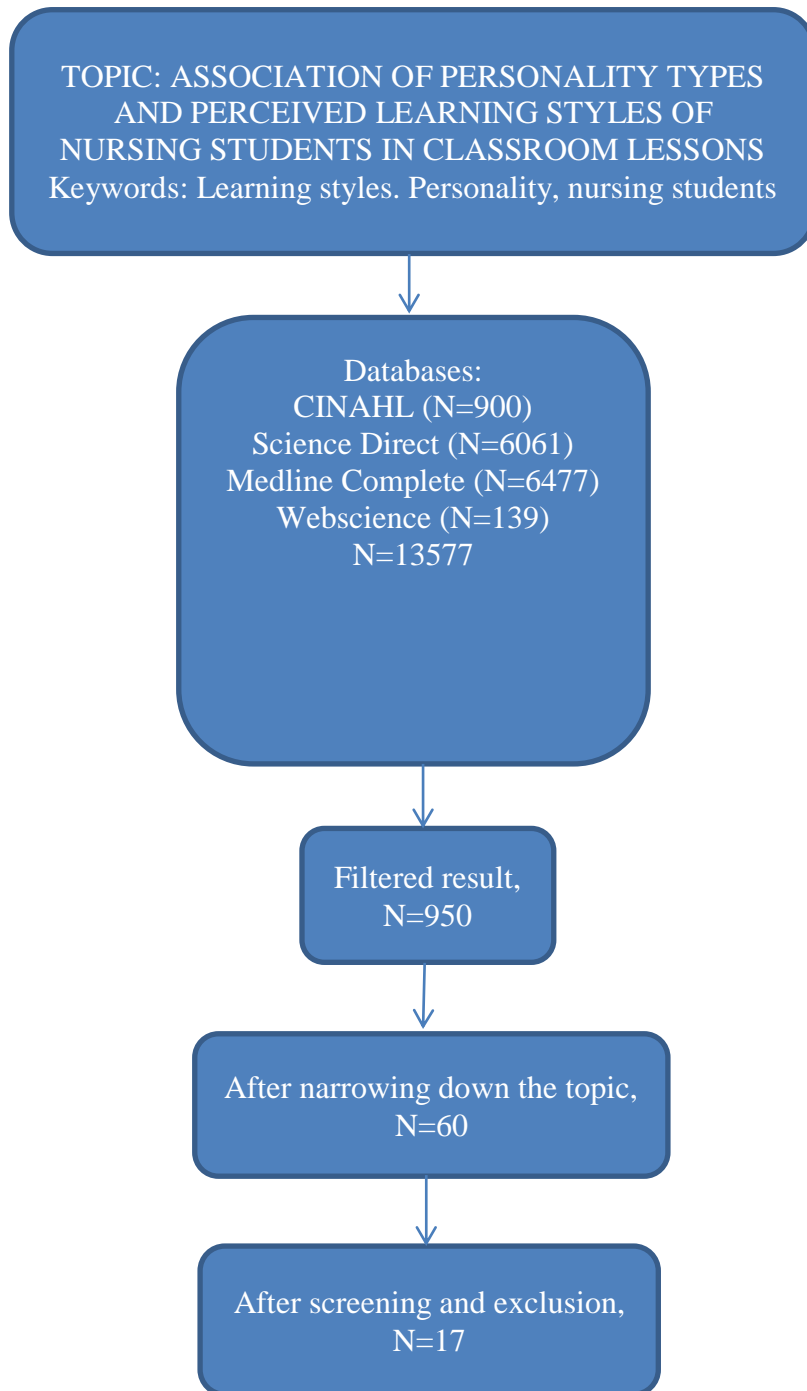 TOPIC: ASSOCIATION OF PERSONALITY TYPES
AND PERCEIVED LEARNING STYLES OF
NURSING STUDENTS IN CLASSROOM LESSONS
Keywords: Learning styles. Personality, nursing students
Databases:
CINAHL (N=900)
Science Direct (N=6061)
Medline Complete (N=6477)
Webscience (N=139)
N=13577
Filtered result,
N=950
After narrowing down the topic,
N=60
After screening and exclusion,
N=17